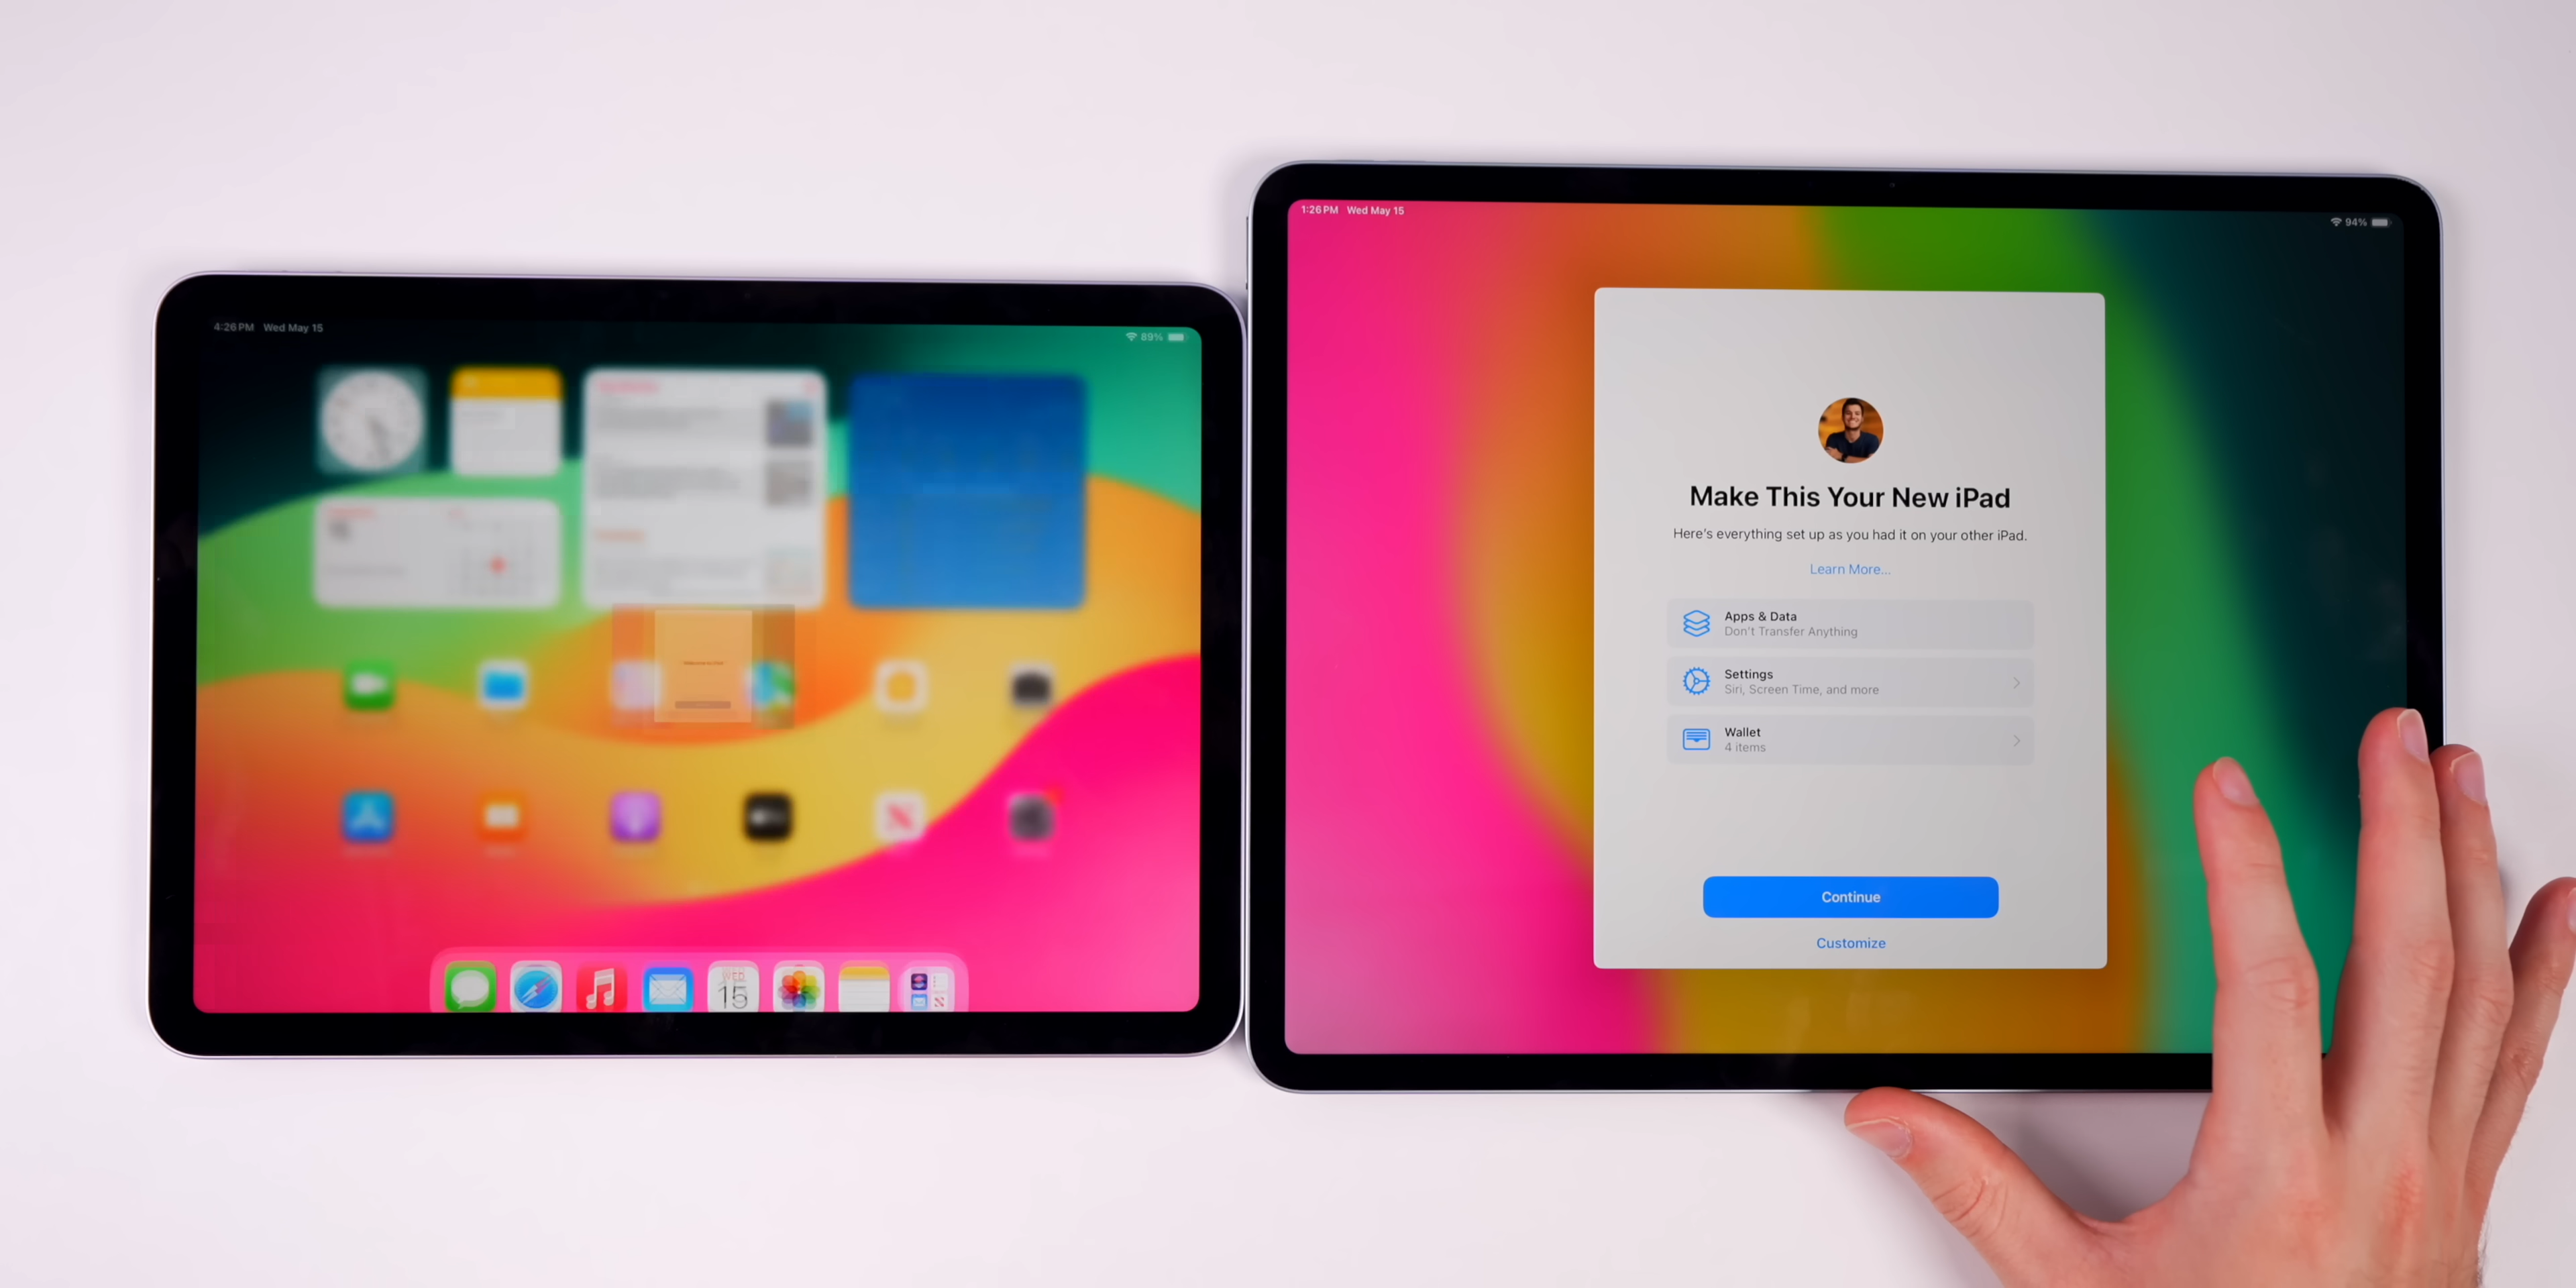 4:26 PM Wed May 15
89%
15
1:26 PM Wed May 15
94%
Make This Your New iPad
Here's everything set up as you had it on your other iPad.
Learn More...
Apps & Data
Don't Transfer Anything
Settings
Siri, Screen Time, and more
Wallet
4 items
Continue
Customize